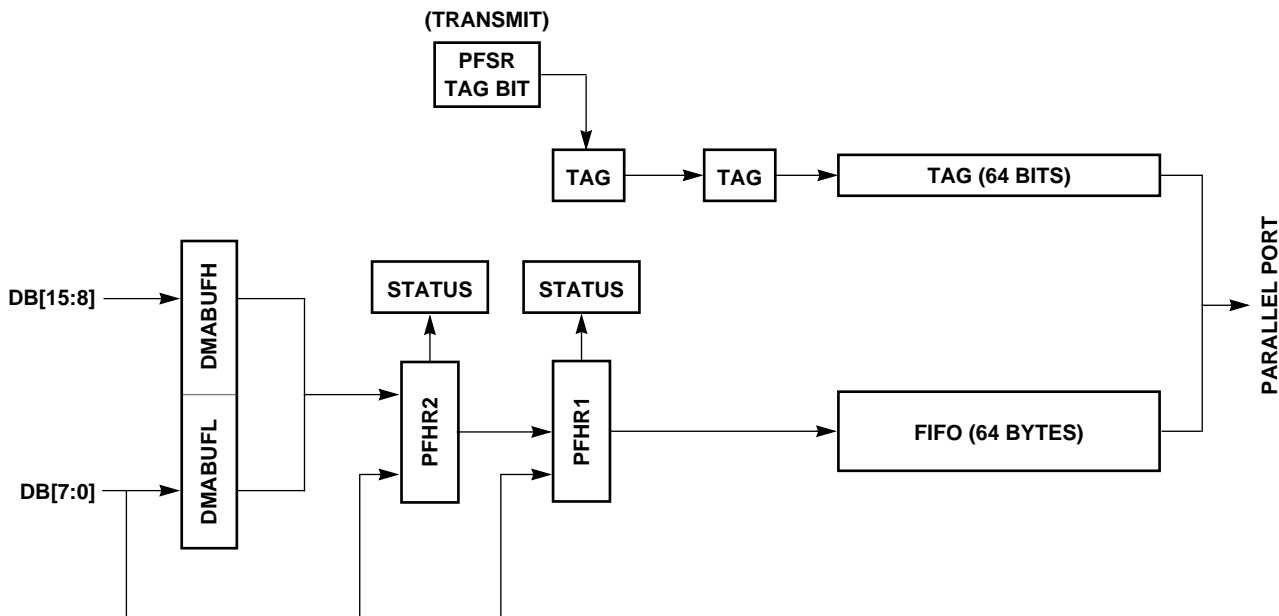 (TRANSMIT)
PFSR
TAG BIT
TAG
TAG
TAG (64 BITS)
DB[15:8]
DMABUFH
STATUS
STATUS
PARALLEL PORT
DB[7:0]
DMABUFL
PFHR2
PFHR1
FIFO (64 BYTES)